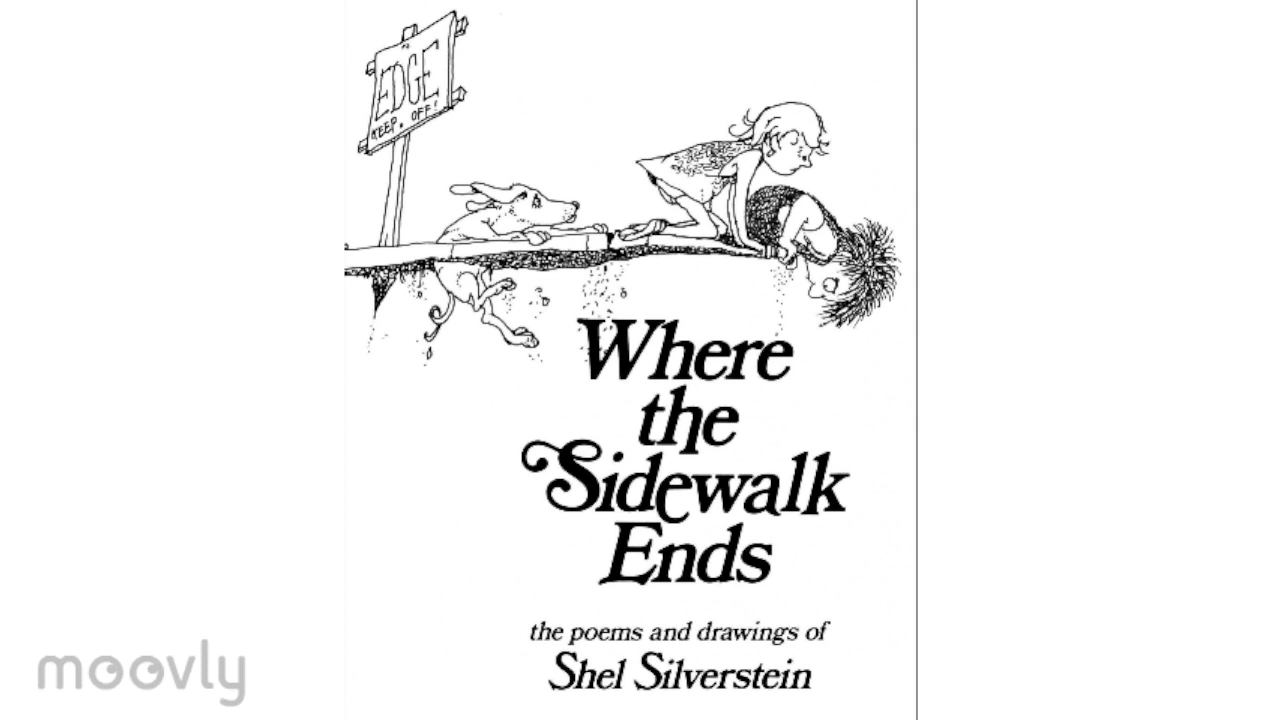 EDGE
KEEP. OFF!
Where
the
Sidewalk
Ends
the poems and drawings of
Shel Silverstein
moovly